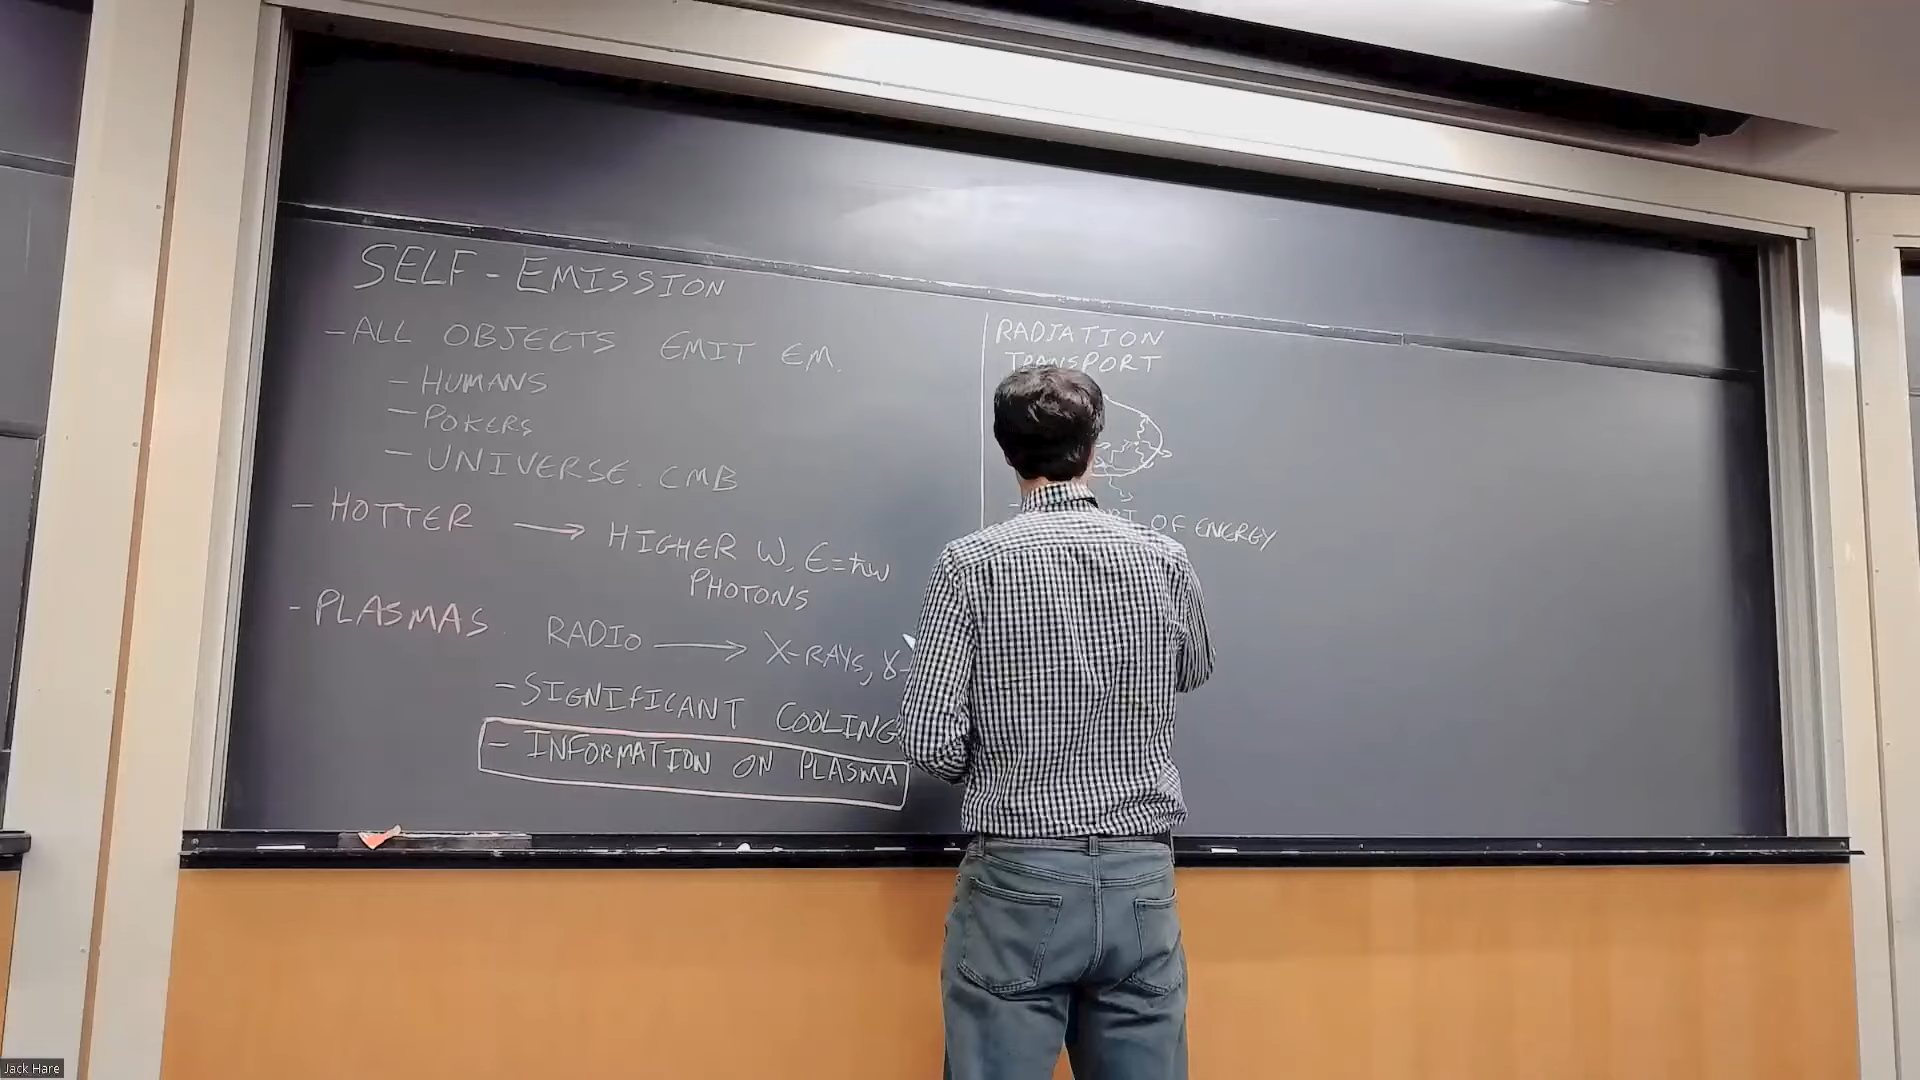 SELF - EMISSION
- ALL OBJECTS EMIT EM.
- HUMANS
- POKERS
- UNIVERSE. CMB
- HOTTER → HIGHER ω, E = ħω
PHOTONS
- PLASMAS RADIO → X-RAYS, γ-
- SIGNIFICANT COOLING
- INFORMATION ON PLASMA
RADIATION
TRANSPORT
OF ENERGY
Jack Hare